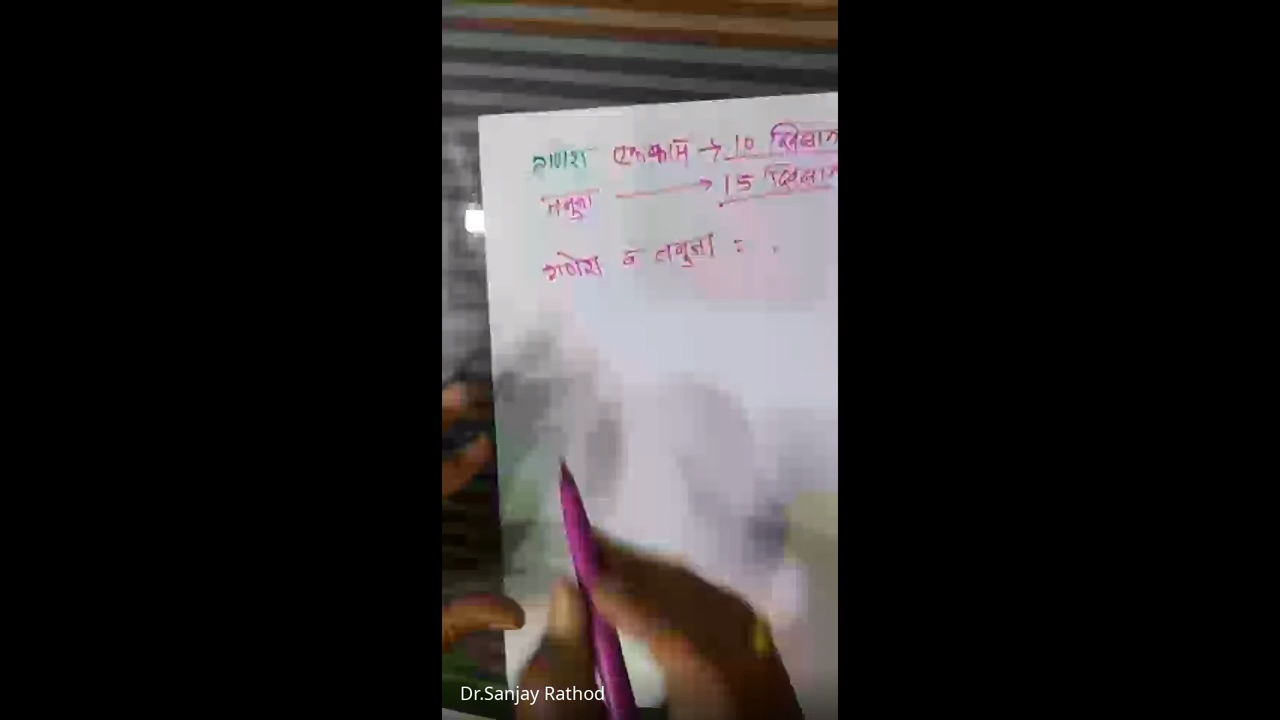 गणेश एक काम → 10 दिवसात
तनुजा → 15 दिवसात
गणेश व तनुजा = .
Dr.Sanjay Rathod